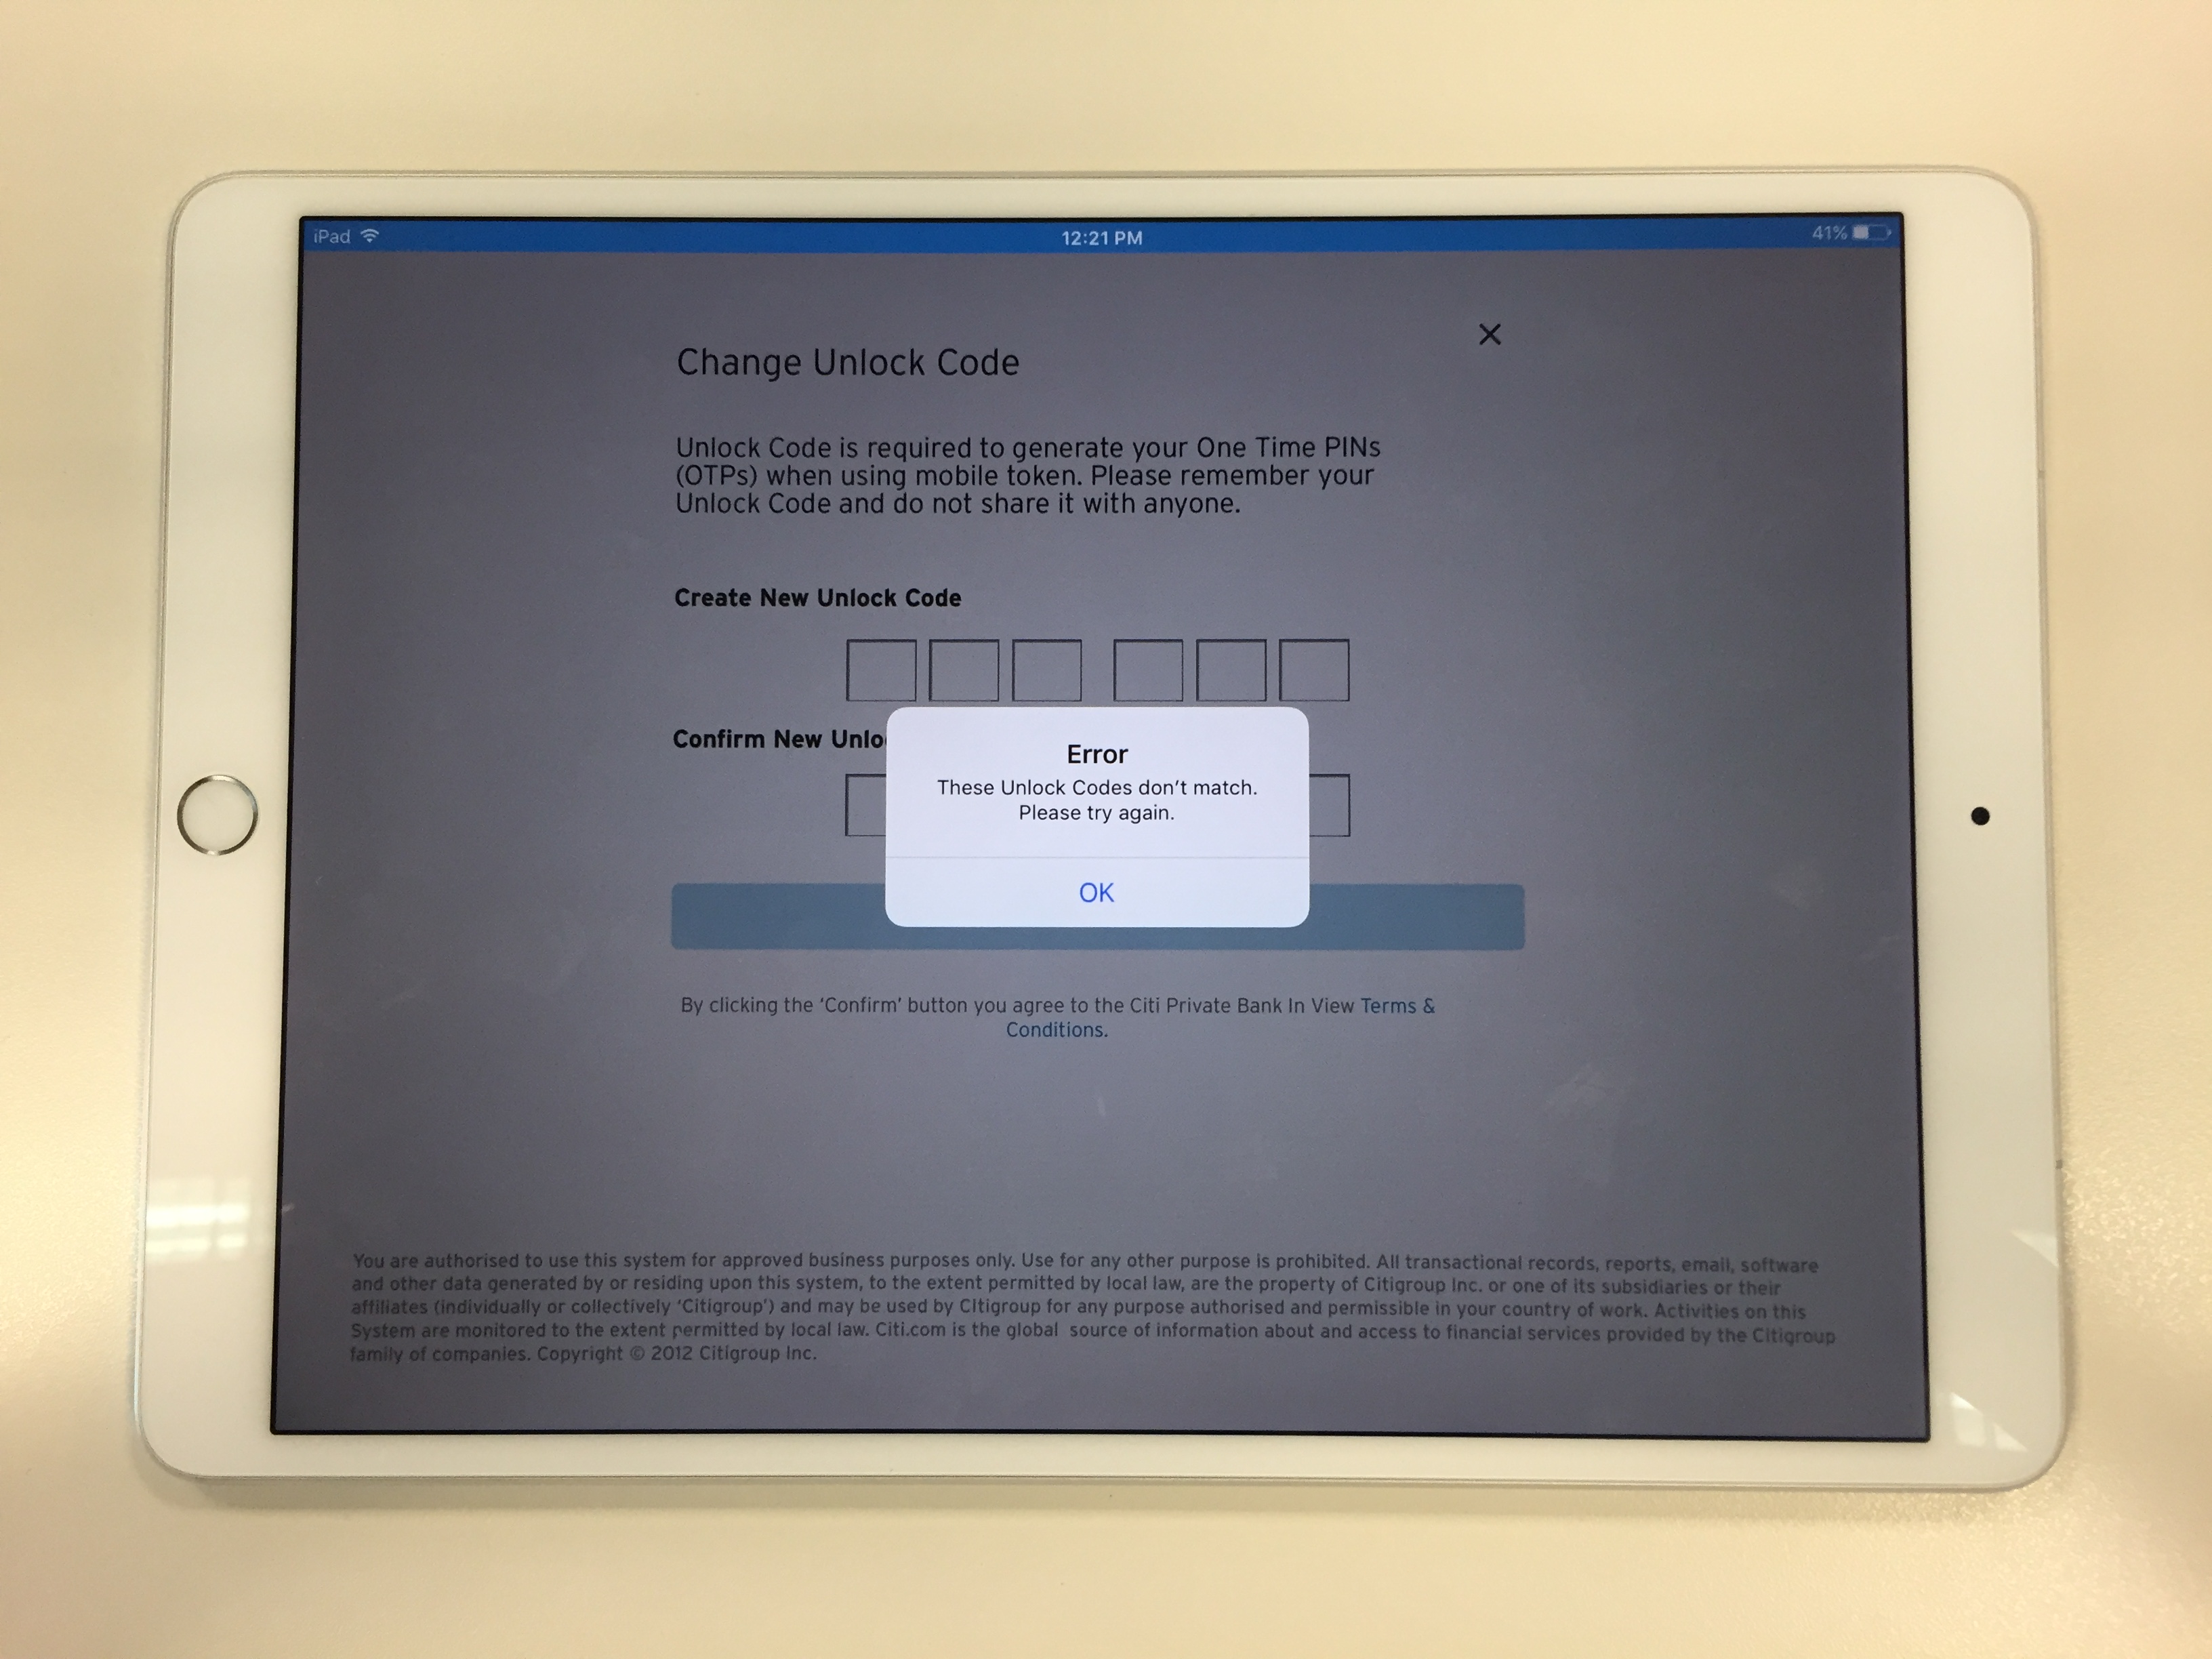 iPad 12:21 PM 41%
Change Unlock Code
Unlock Code is required to generate your One Time PINs
(OTPs) when using mobile token. Please remember your
Unlock Code and do not share it with anyone.
Create New Unlock Code
Confirm New Unlo
Error
These Unlock Codes don't match.
Please try again.
OK
By clicking the 'Confirm' button you agree to the Citi Private Bank In View Terms &
Conditions.
You are authorised to use this system for approved business purposes only. Use for any other purpose is prohibited. All transactional records, reports, email, software
and other data generated by or residing upon this system, to the extent permitted by local law, are the property of Citigroup Inc. or one of its subsidiaries or their
affiliates (individually or collectively 'Citigroup') and may be used by Citigroup for any purpose authorised and permissible in your country of work. Activities on this
System are monitored to the extent permitted by local law. Citi.com is the global source of information about and access to financial services provided by the Citigroup
family of companies. Copyright © 2012 Citigroup Inc.